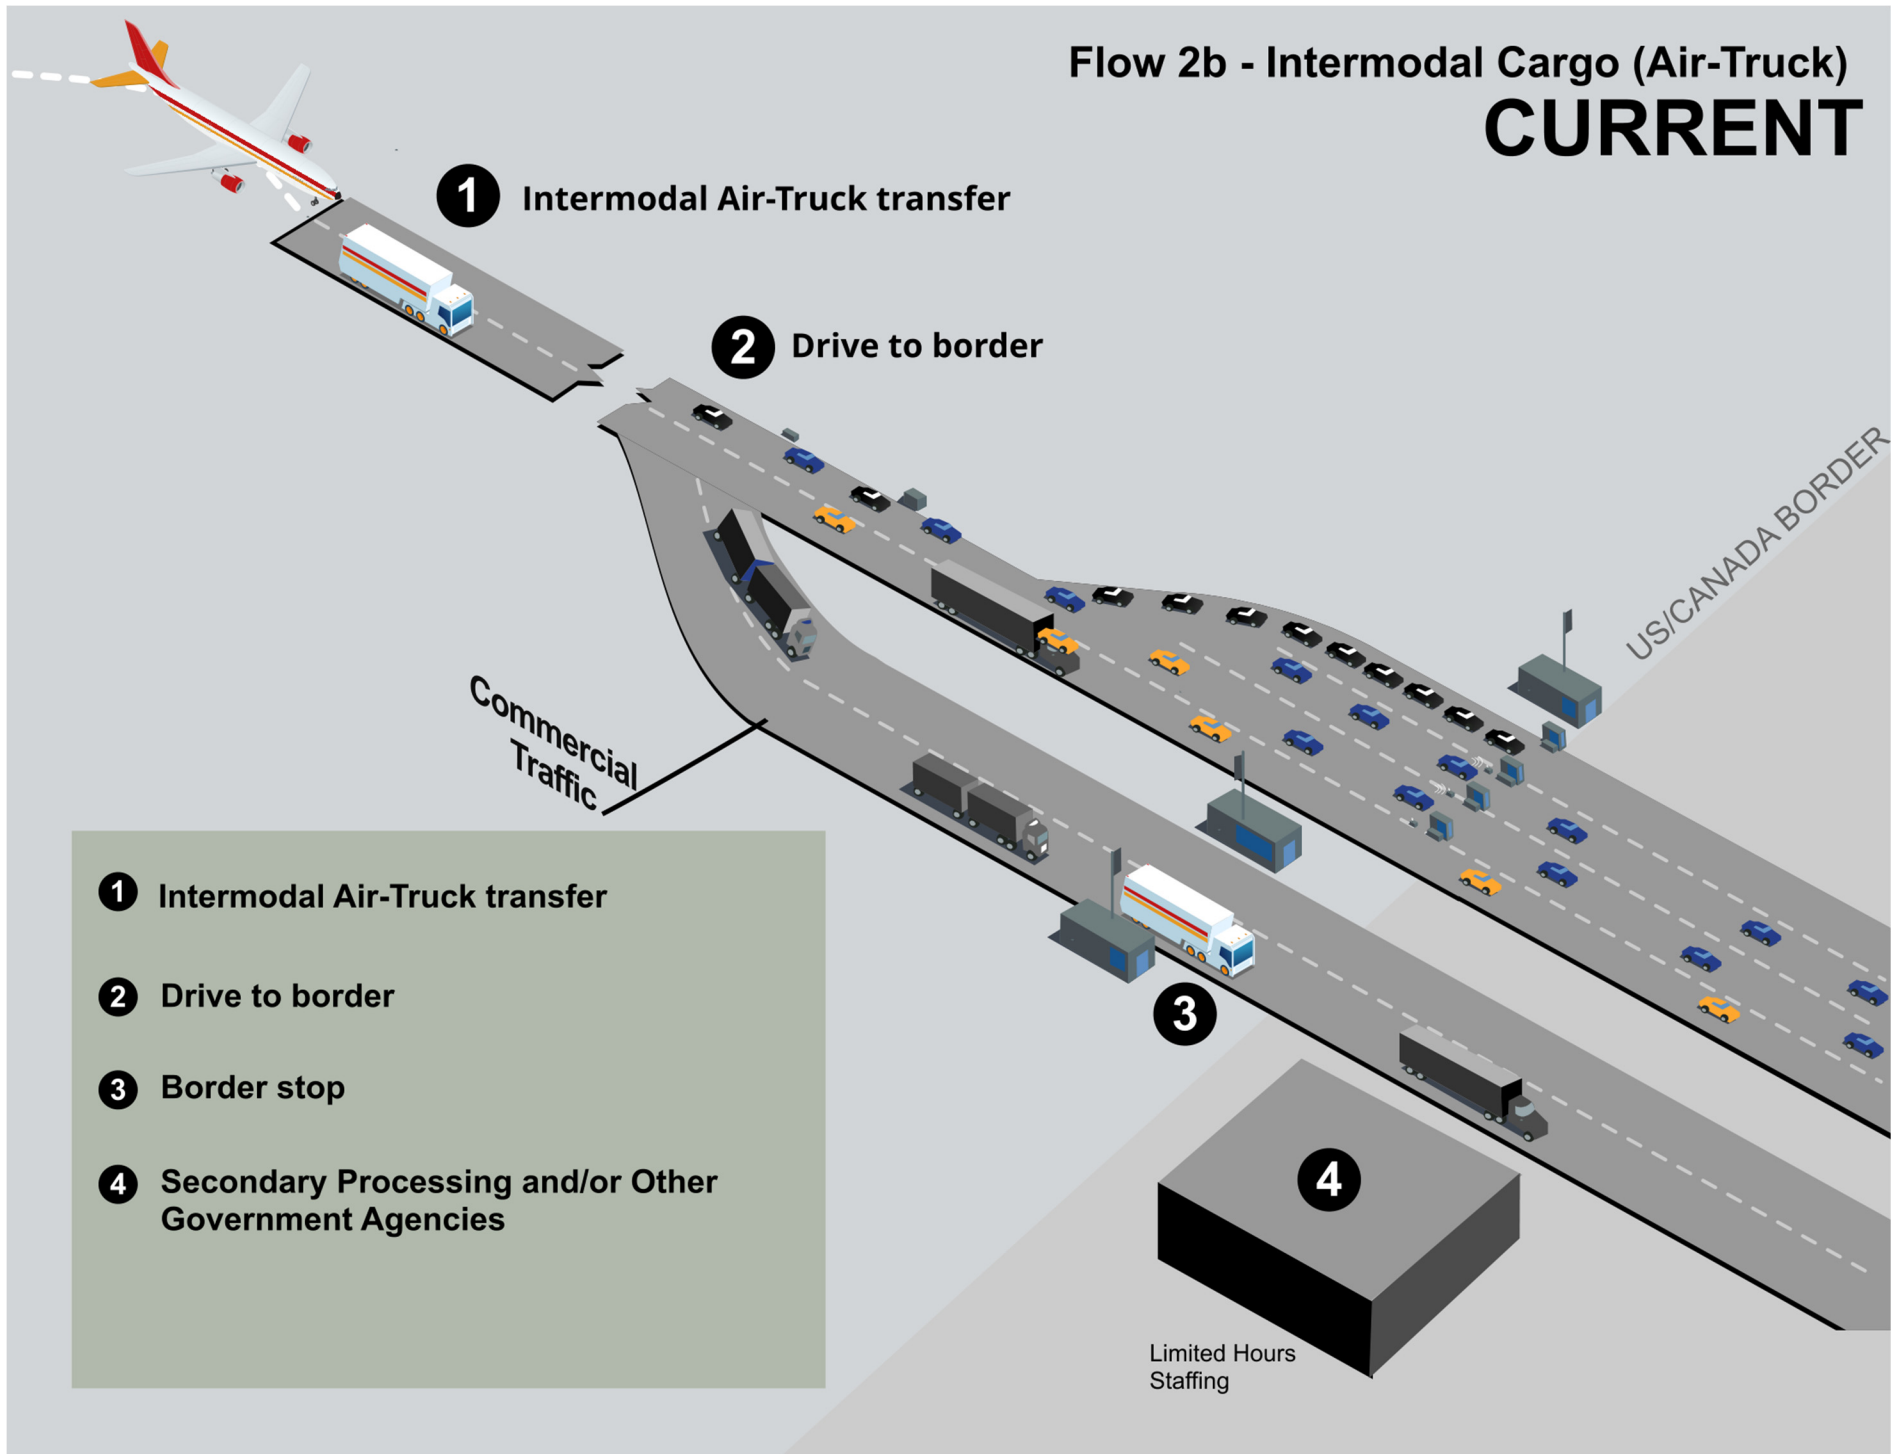 Flow 2b - Intermodal Cargo (Air-Truck)
CURRENT
1 Intermodal Air-Truck transfer
2 Drive to border
US/CANADA BORDER
Commercial
Traffic
3
4
Limited Hours
Staffing
1 Intermodal Air-Truck transfer
2 Drive to border
3 Border stop
4 Secondary Processing and/or Other
Government Agencies